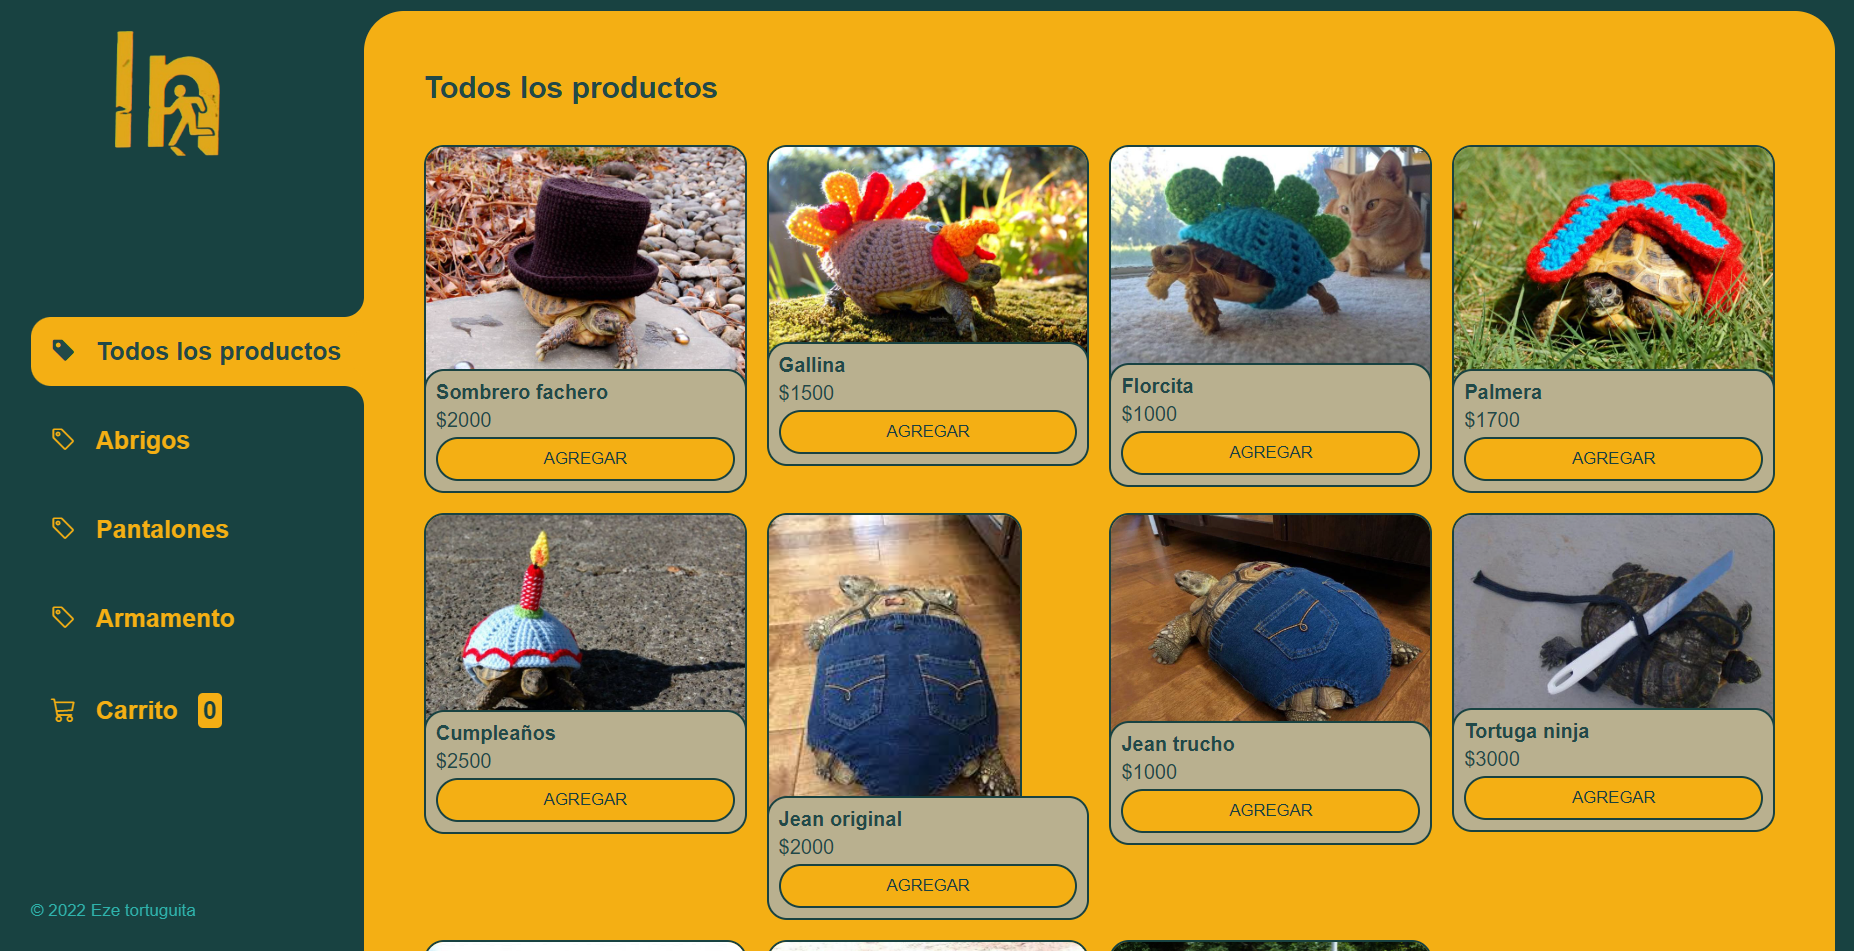 In
Todos los productos
Abrigos
Pantalones
Armamento
Carrito 0
© 2022 Eze tortuguita
Todos los productos
Sombrero fachero
$2000
AGREGAR
Gallina
$1500
AGREGAR
Florcita
$1000
AGREGAR
Palmera
$1700
AGREGAR
Cumpleaños
$2500
AGREGAR
Jean original
$2000
AGREGAR
Jean trucho
$1000
AGREGAR
Tortuga ninja
$3000
AGREGAR